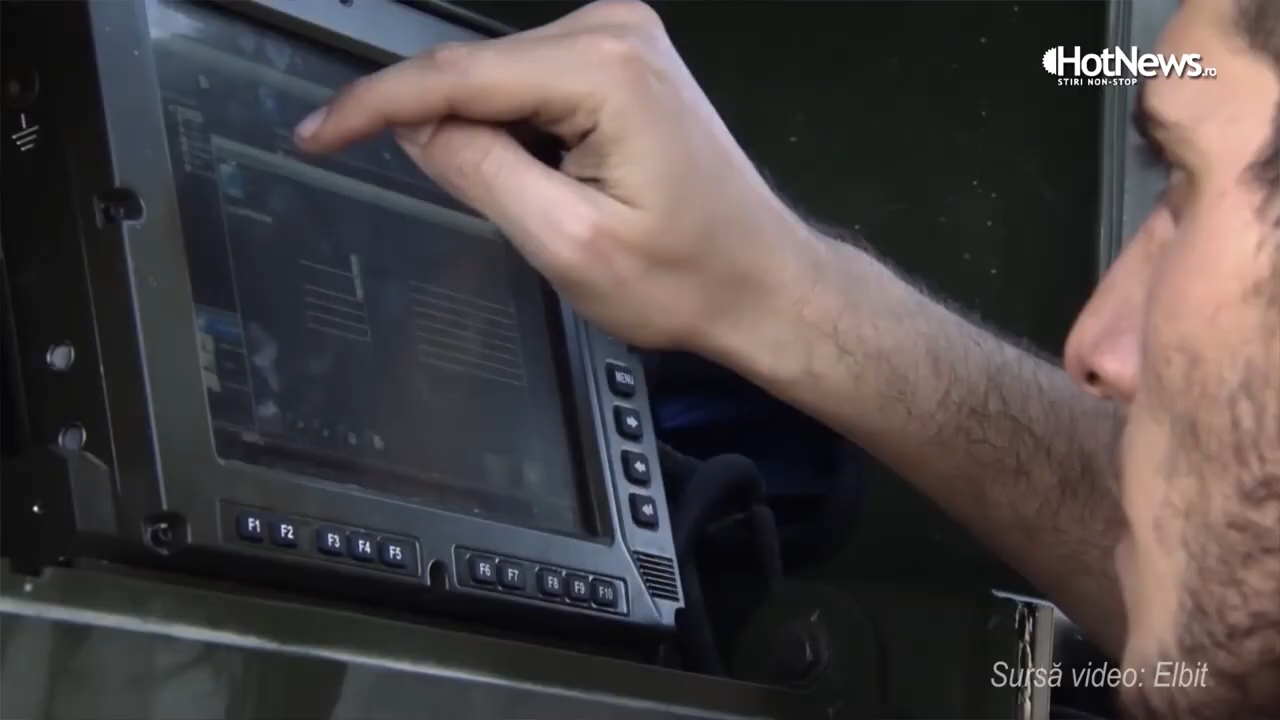 HotNews.ro
STIRI NON-STOP
MENU
F1 F2 F3 F4 F5
F6 F7 F8 F9 F10
Sursă video: Elbit